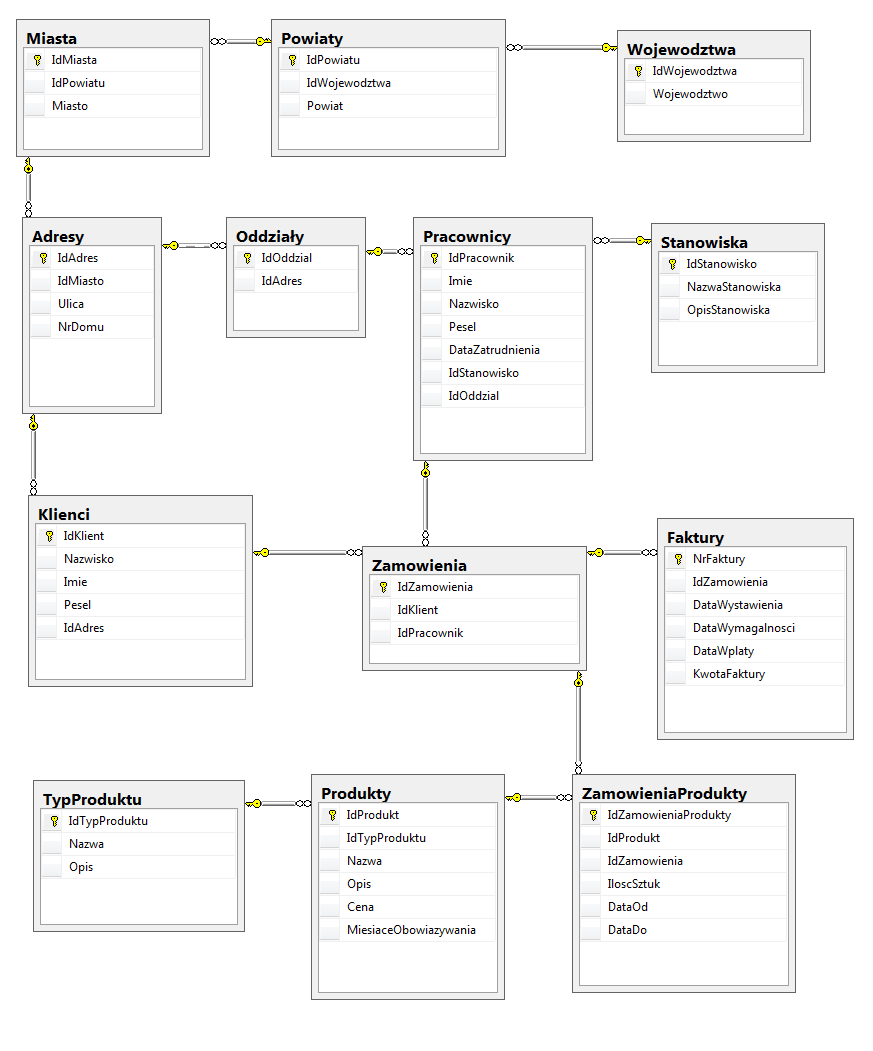 Miasta
IdMiasta
IdPowiatu
Miasto
Powiaty
IdPowiatu
IdWojewodztwa
Powiat
Wojewodztwa
IdWojewodztwa
Wojewodztwo
Adresy
IdAdres
IdMiasto
Ulica
NrDomu
Oddziały
IdOddzial
IdAdres
Pracownicy
IdPracownik
Imie
Nazwisko
Pesel
DataZatrudnienia
IdStanowisko
IdOddzial
Stanowiska
IdStanowisko
NazwaStanowiska
OpisStanowiska
Klienci
IdKlient
Nazwisko
Imie
Pesel
IdAdres
Zamowienia
IdZamowienia
IdKlient
IdPracownik
Faktury
NrFaktury
IdZamowienia
DataWystawienia
DataWymagalnosci
DataWplaty
KwotaFaktury
TypProduktu
IdTypProduktu
Nazwa
Opis
Produkty
IdProdukt
IdTypProduktu
Nazwa
Opis
Cena
MiesiaceObowiazywania
ZamowieniaProdukty
IdZamowieniaProdukty
IdProdukt
IdZamowienia
IloscSztuk
DataOd
DataDo